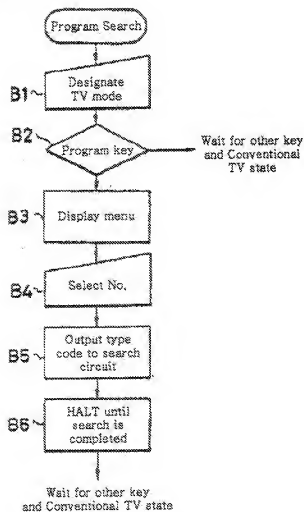 Program Search
B1
Designate
TV mode
B2
Program key
Wait for other key
and Conventional
TV state
B3
Display menu
B4
Select No.
B5
Output type
code to search
circuit
B6
HALT until
search is
completed
Wait for other key
and Conventional TV state